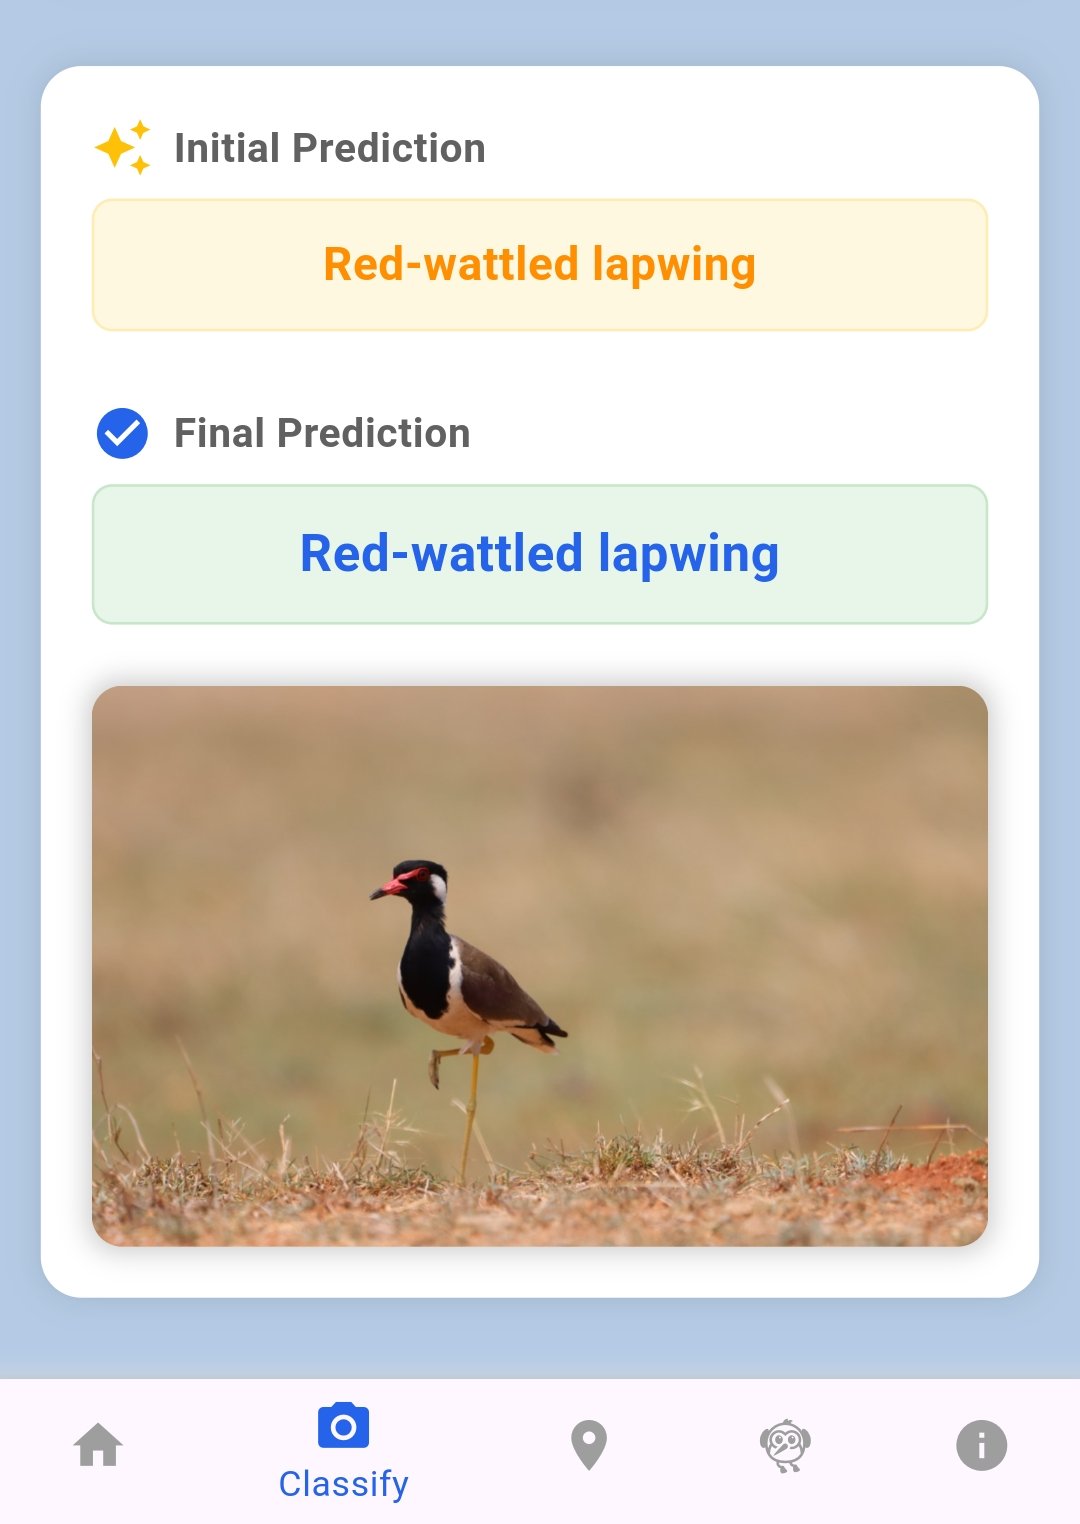 Initial Prediction
Red-wattled lapwing
Final Prediction
Red-wattled lapwing
Classify